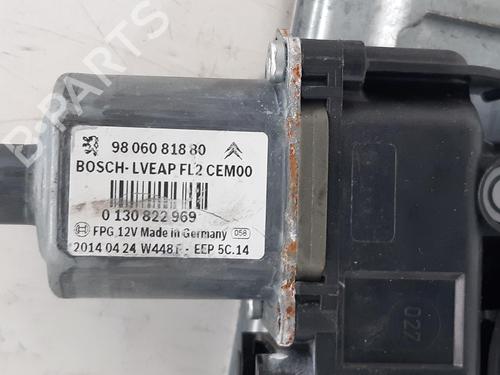 98 060 818 80
BOSCH- LVEAP FL2 CEM00
0 130 822 969
FPG 12V Made in Germany 058
2014 04 24 W448.F - EEP 5C.14
027
B-PARTS